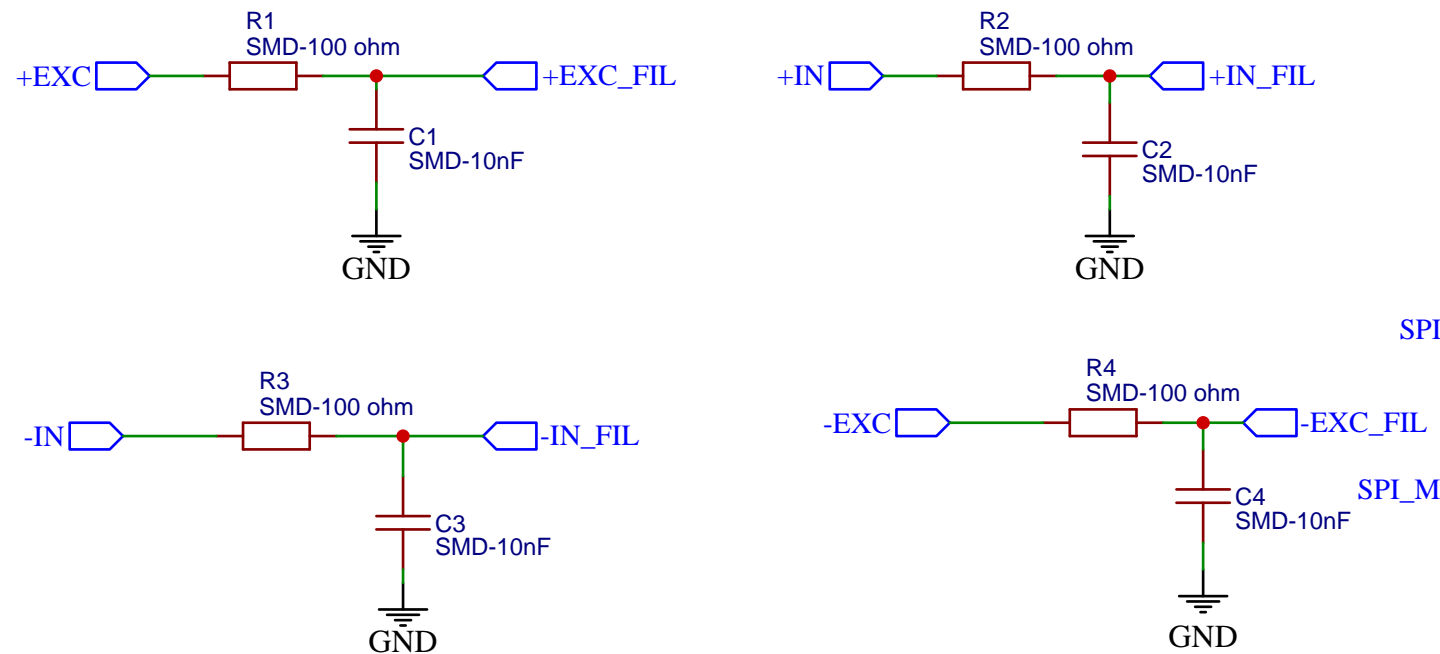 R1
SMD-100 ohm
+EXC
+EXC_FIL
C1
SMD-10nF
GND
R2
SMD-100 ohm
+IN
+IN_FIL
C2
SMD-10nF
GND
R3
SMD-100 ohm
-IN
-IN_FIL
C3
SMD-10nF
GND
R4
SMD-100 ohm
-EXC
-EXC_FIL
C4
SMD-10nF
GND
SPI
SPI_M